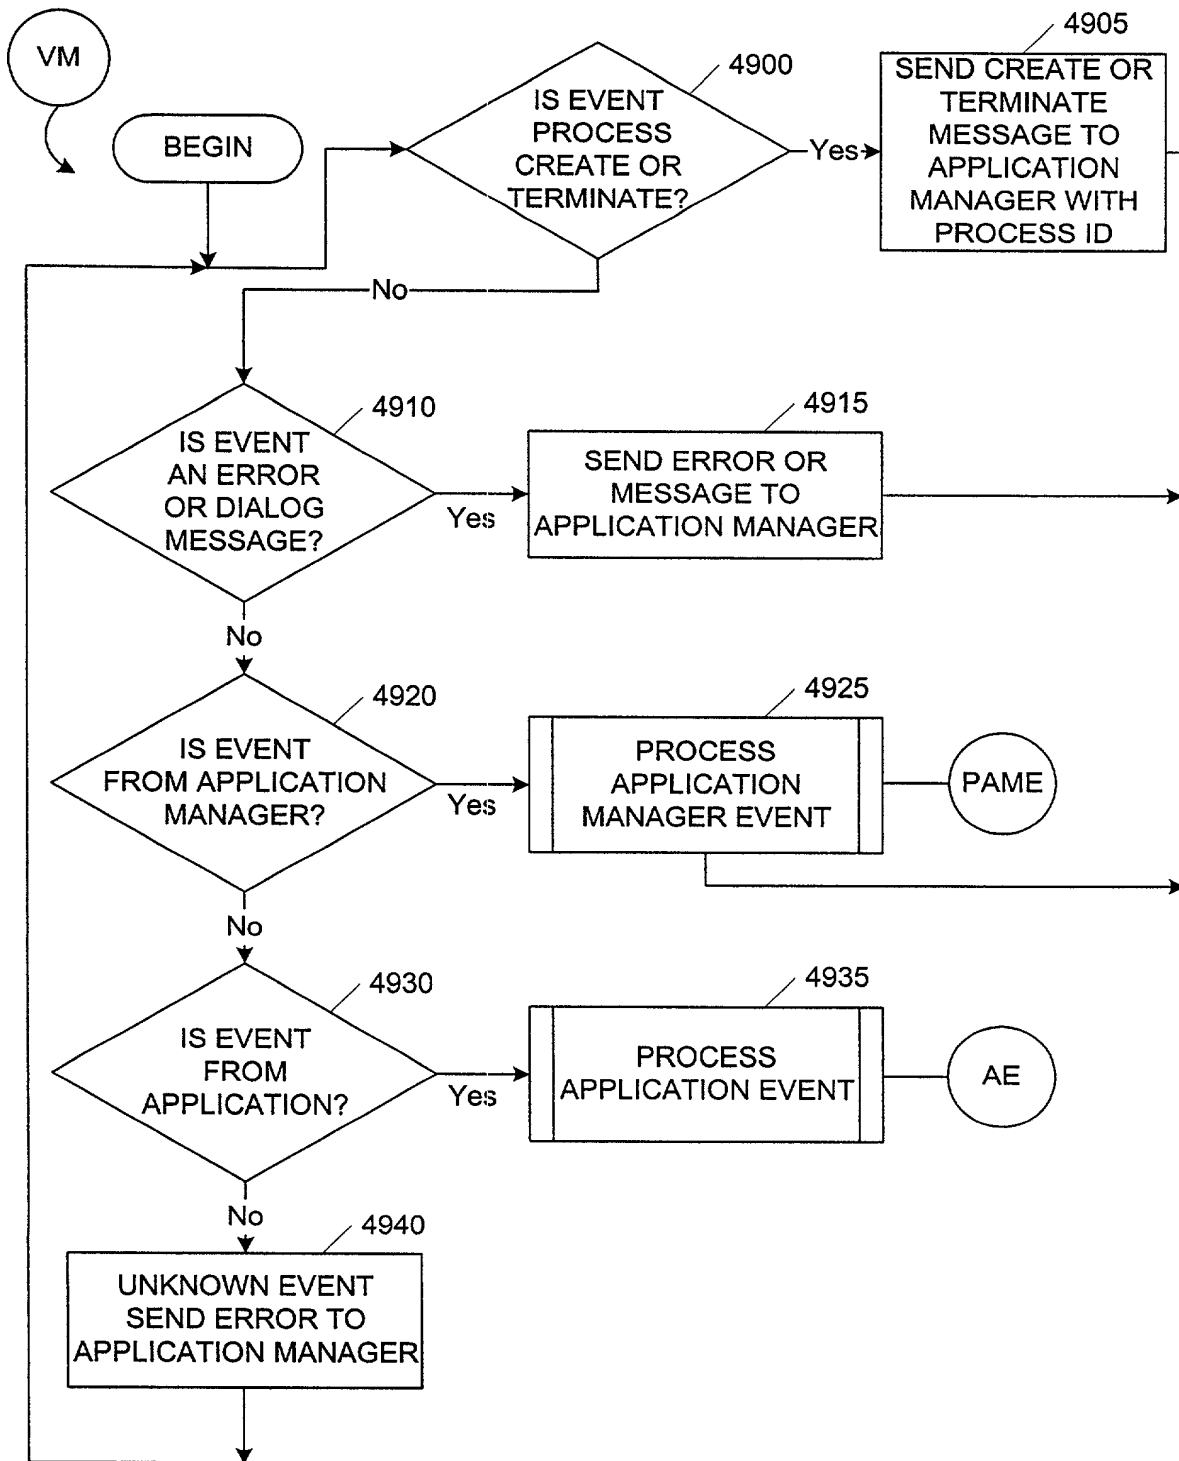 VM
BEGIN
4900
IS EVENT
PROCESS
CREATE OR
TERMINATE?
Yes
4905
SEND CREATE OR
TERMINATE
MESSAGE TO
APPLICATION
MANAGER WITH
PROCESS ID
No
4910
IS EVENT
AN ERROR
OR DIALOG
MESSAGE?
Yes
4915
SEND ERROR OR
MESSAGE TO
APPLICATION MANAGER
No
4920
IS EVENT
FROM APPLICATION
MANAGER?
Yes
4925
PROCESS
APPLICATION
MANAGER EVENT
PAME
No
4930
IS EVENT
FROM
APPLICATION?
Yes
4935
PROCESS
APPLICATION EVENT
AE
No
4940
UNKNOWN EVENT
SEND ERROR TO
APPLICATION MANAGER